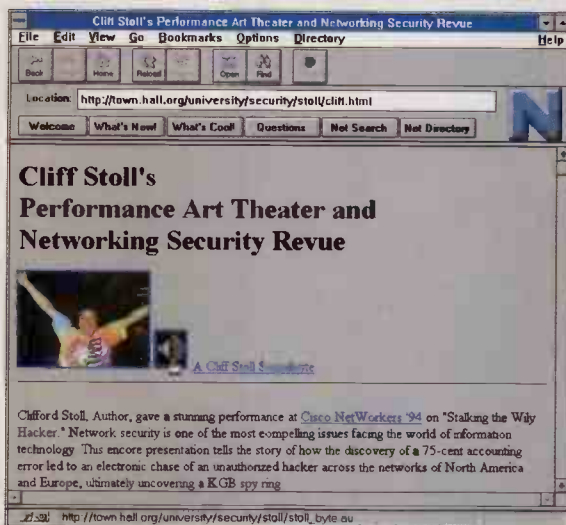 Cliff Stoll's Performance Art Theater and Networking Security Revue
File Edit View Go Bookmarks Options Directory Help
Back Home Reload Open Find
Location: http://town.hall.org/university/security/stoll/cliff.html
N
Welcome What's New! What's Cool! Questions Net Search Net Directory
Cliff Stoll's
Performance Art Theater and
Networking Security Revue
A Cliff Stoll
Clifford Stoll, Author, gave a stunning performance at Cisco NetWorkers '94 on "Stalking the Wily
Hacker." Network security is one of the most compelling issues facing the world of information
technology This encore presentation tells the story of how the discovery of a 75-cent accounting
error led to an electronic chase of an unauthorized hacker across the networks of North America
and Europe, ultimately uncovering a KGB spy ring
http://town.hall.org/university/security/stoll/stoll_byte.au